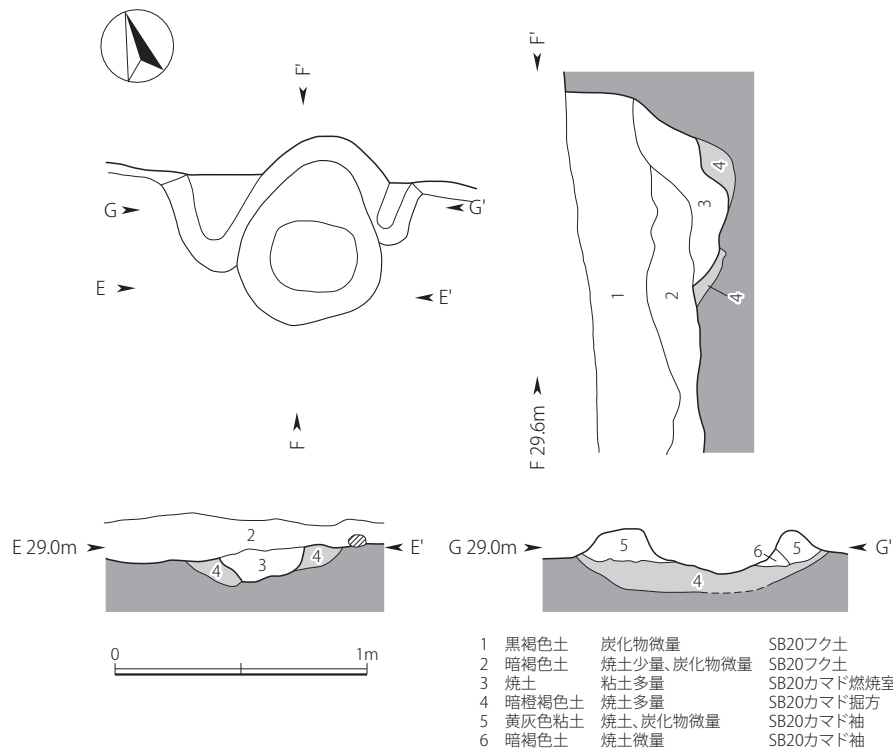 F'
F'
G
G'
E
E'
F
1
2
3
4
4
F 29.6m
E 29.0m
2
4
3
4
E'
G 29.0m
5
4
6
5
G'
0
1m
1 黒褐色土 炭化物微量 SB20フク土
2 暗褐色土 焼土少量、炭化物微量 SB20フク土
3 焼土 粘土多量 SB20カマド燃焼室
4 暗橙褐色土 焼土多量 SB20カマド掘方
5 黄灰色粘土 焼土、炭化物微量 SB20カマド袖
6 暗褐色土 焼土微量 SB20カマド袖